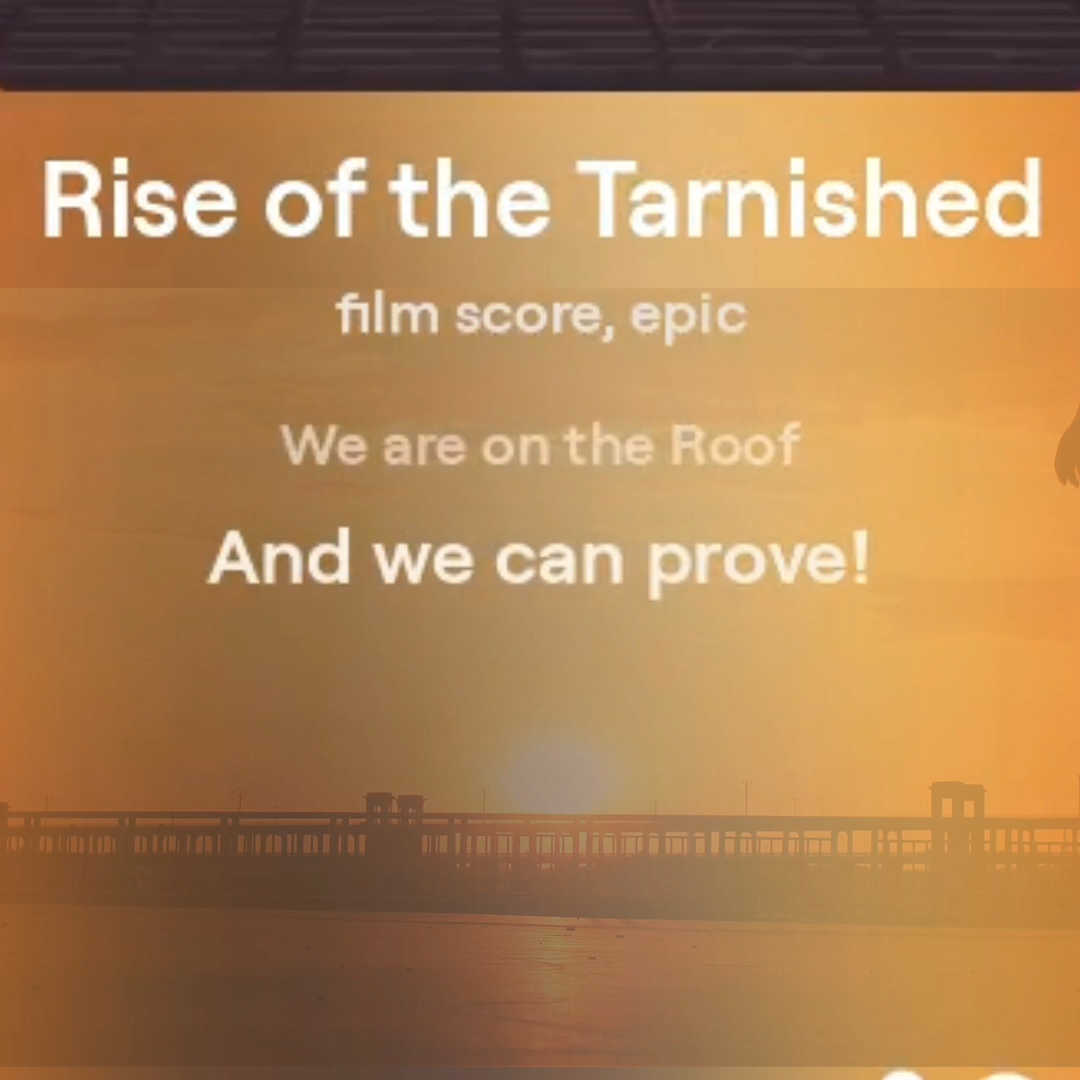 Rise of the Tarnished
film score, epic
We are on the Roof
And we can prove!